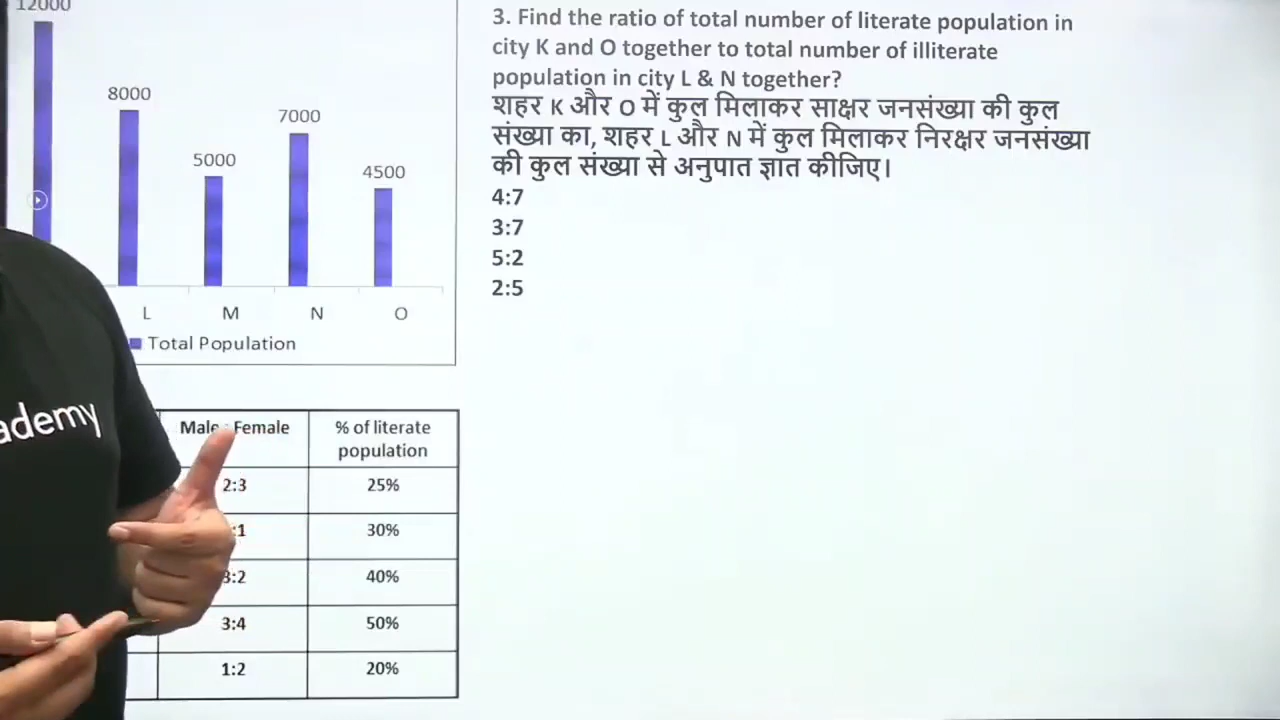 12000
3. Find the ratio of total number of literate population in
city K and O together to total number of illiterate
population in city L & N together?
शहर K और O में कुल मिलाकर साक्षर जनसंख्या की कुल
संख्या का, शहर L और N में कुल मिलाकर निरक्षर जनसंख्या
की कुल संख्या से अनुपात ज्ञात कीजिए।
4:7
3:7
5:2
2:5
8000
7000
5000
4500
L M N O
Total Population
Male Female % of literate
population
2:3 25%
:1 30%
3:2 40%
3:4 50%
1:2 20%
ademy